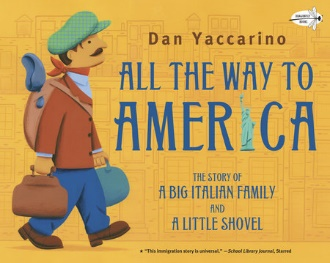 Dan Yaccarino
ALL THE WAY TO
AMERICA
THE STORY OF
A BIG ITALIAN FAMILY
AND
A LITTLE SHOVEL
"This immigration story is universal." – School Library Journal, Starred